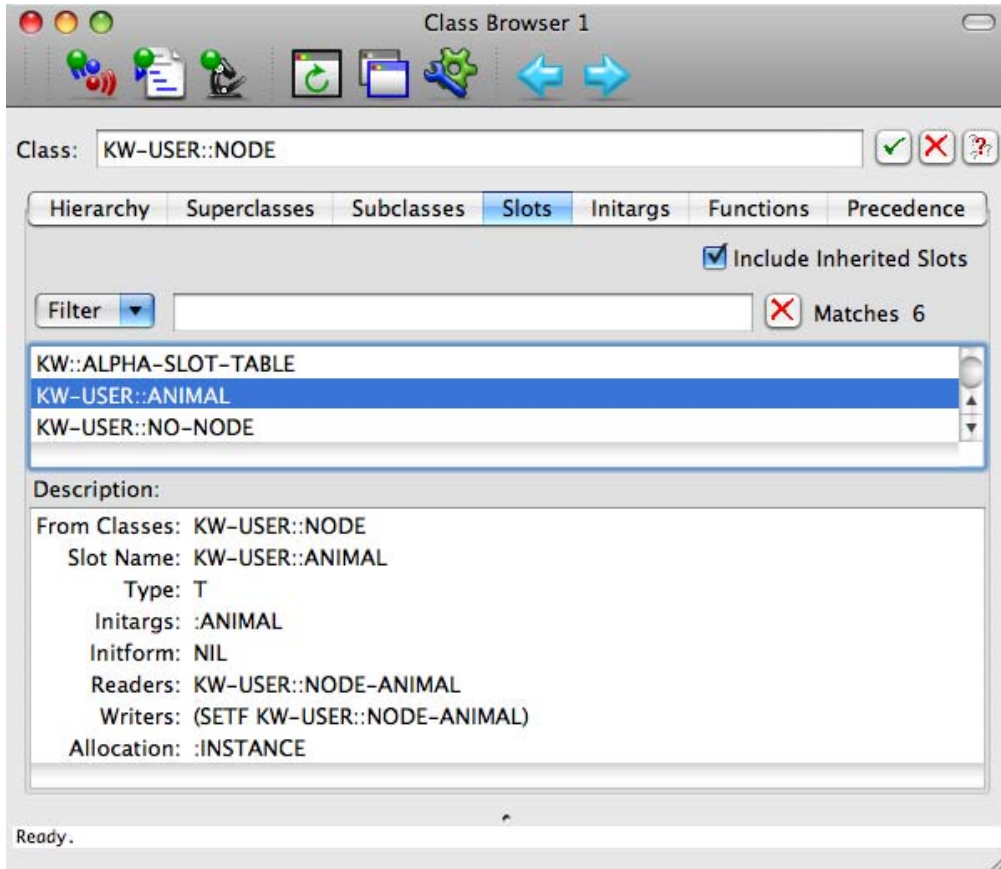 Class Browser 1
Class: KW-USER::NODE
Hierarchy Superclasses Subclasses Slots Initargs Functions Precedence
Include Inherited Slots
Filter Matches 6
KW::ALPHA-SLOT-TABLE
KW-USER::ANIMAL
KW-USER::NO-NODE
Description:
From Classes: KW-USER::NODE
Slot Name: KW-USER::ANIMAL
Type: T
Initargs: :ANIMAL
Initform: NIL
Readers: KW-USER::NODE-ANIMAL
Writers: (SETF KW-USER::NODE-ANIMAL)
Allocation: :INSTANCE
Ready.